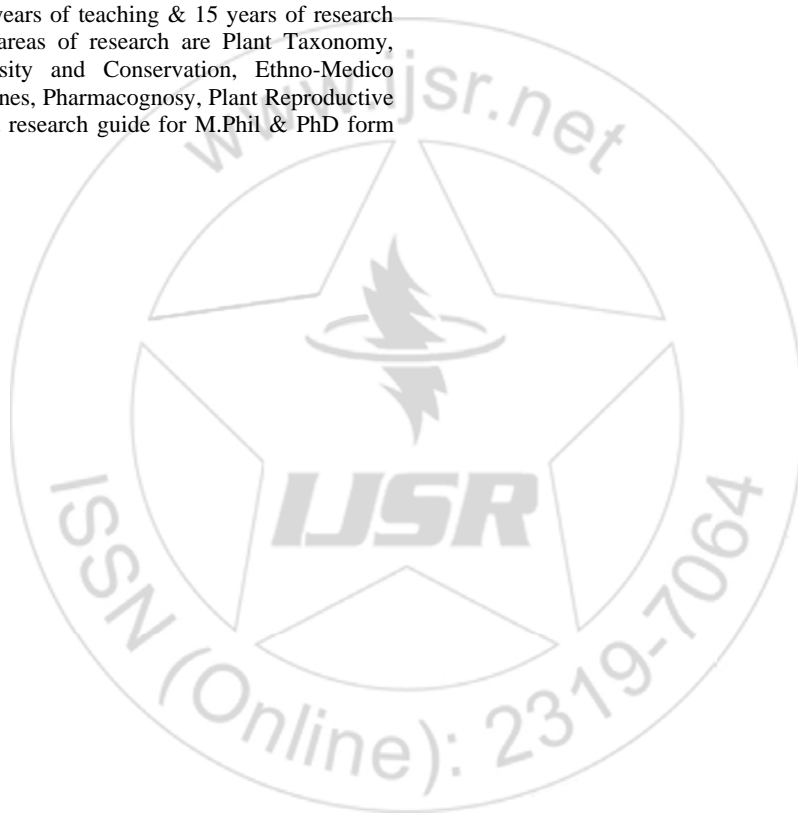 years of teaching & 15 years of research
areas of research are Plant Taxonomy,
sity and Conservation, Ethno-Medico
nes, Pharmacognosy, Plant Reproductive
research guide for M.Phil & PhD form
www.ijsr.net
IJSR
ISSN (Online): 2319-7064